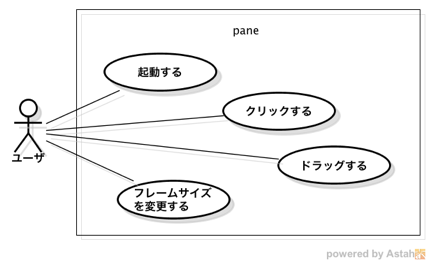 pane
起動する
クリックする
ユーザ
ドラッグする
フレームサイズ
を変更する
powered by Astah